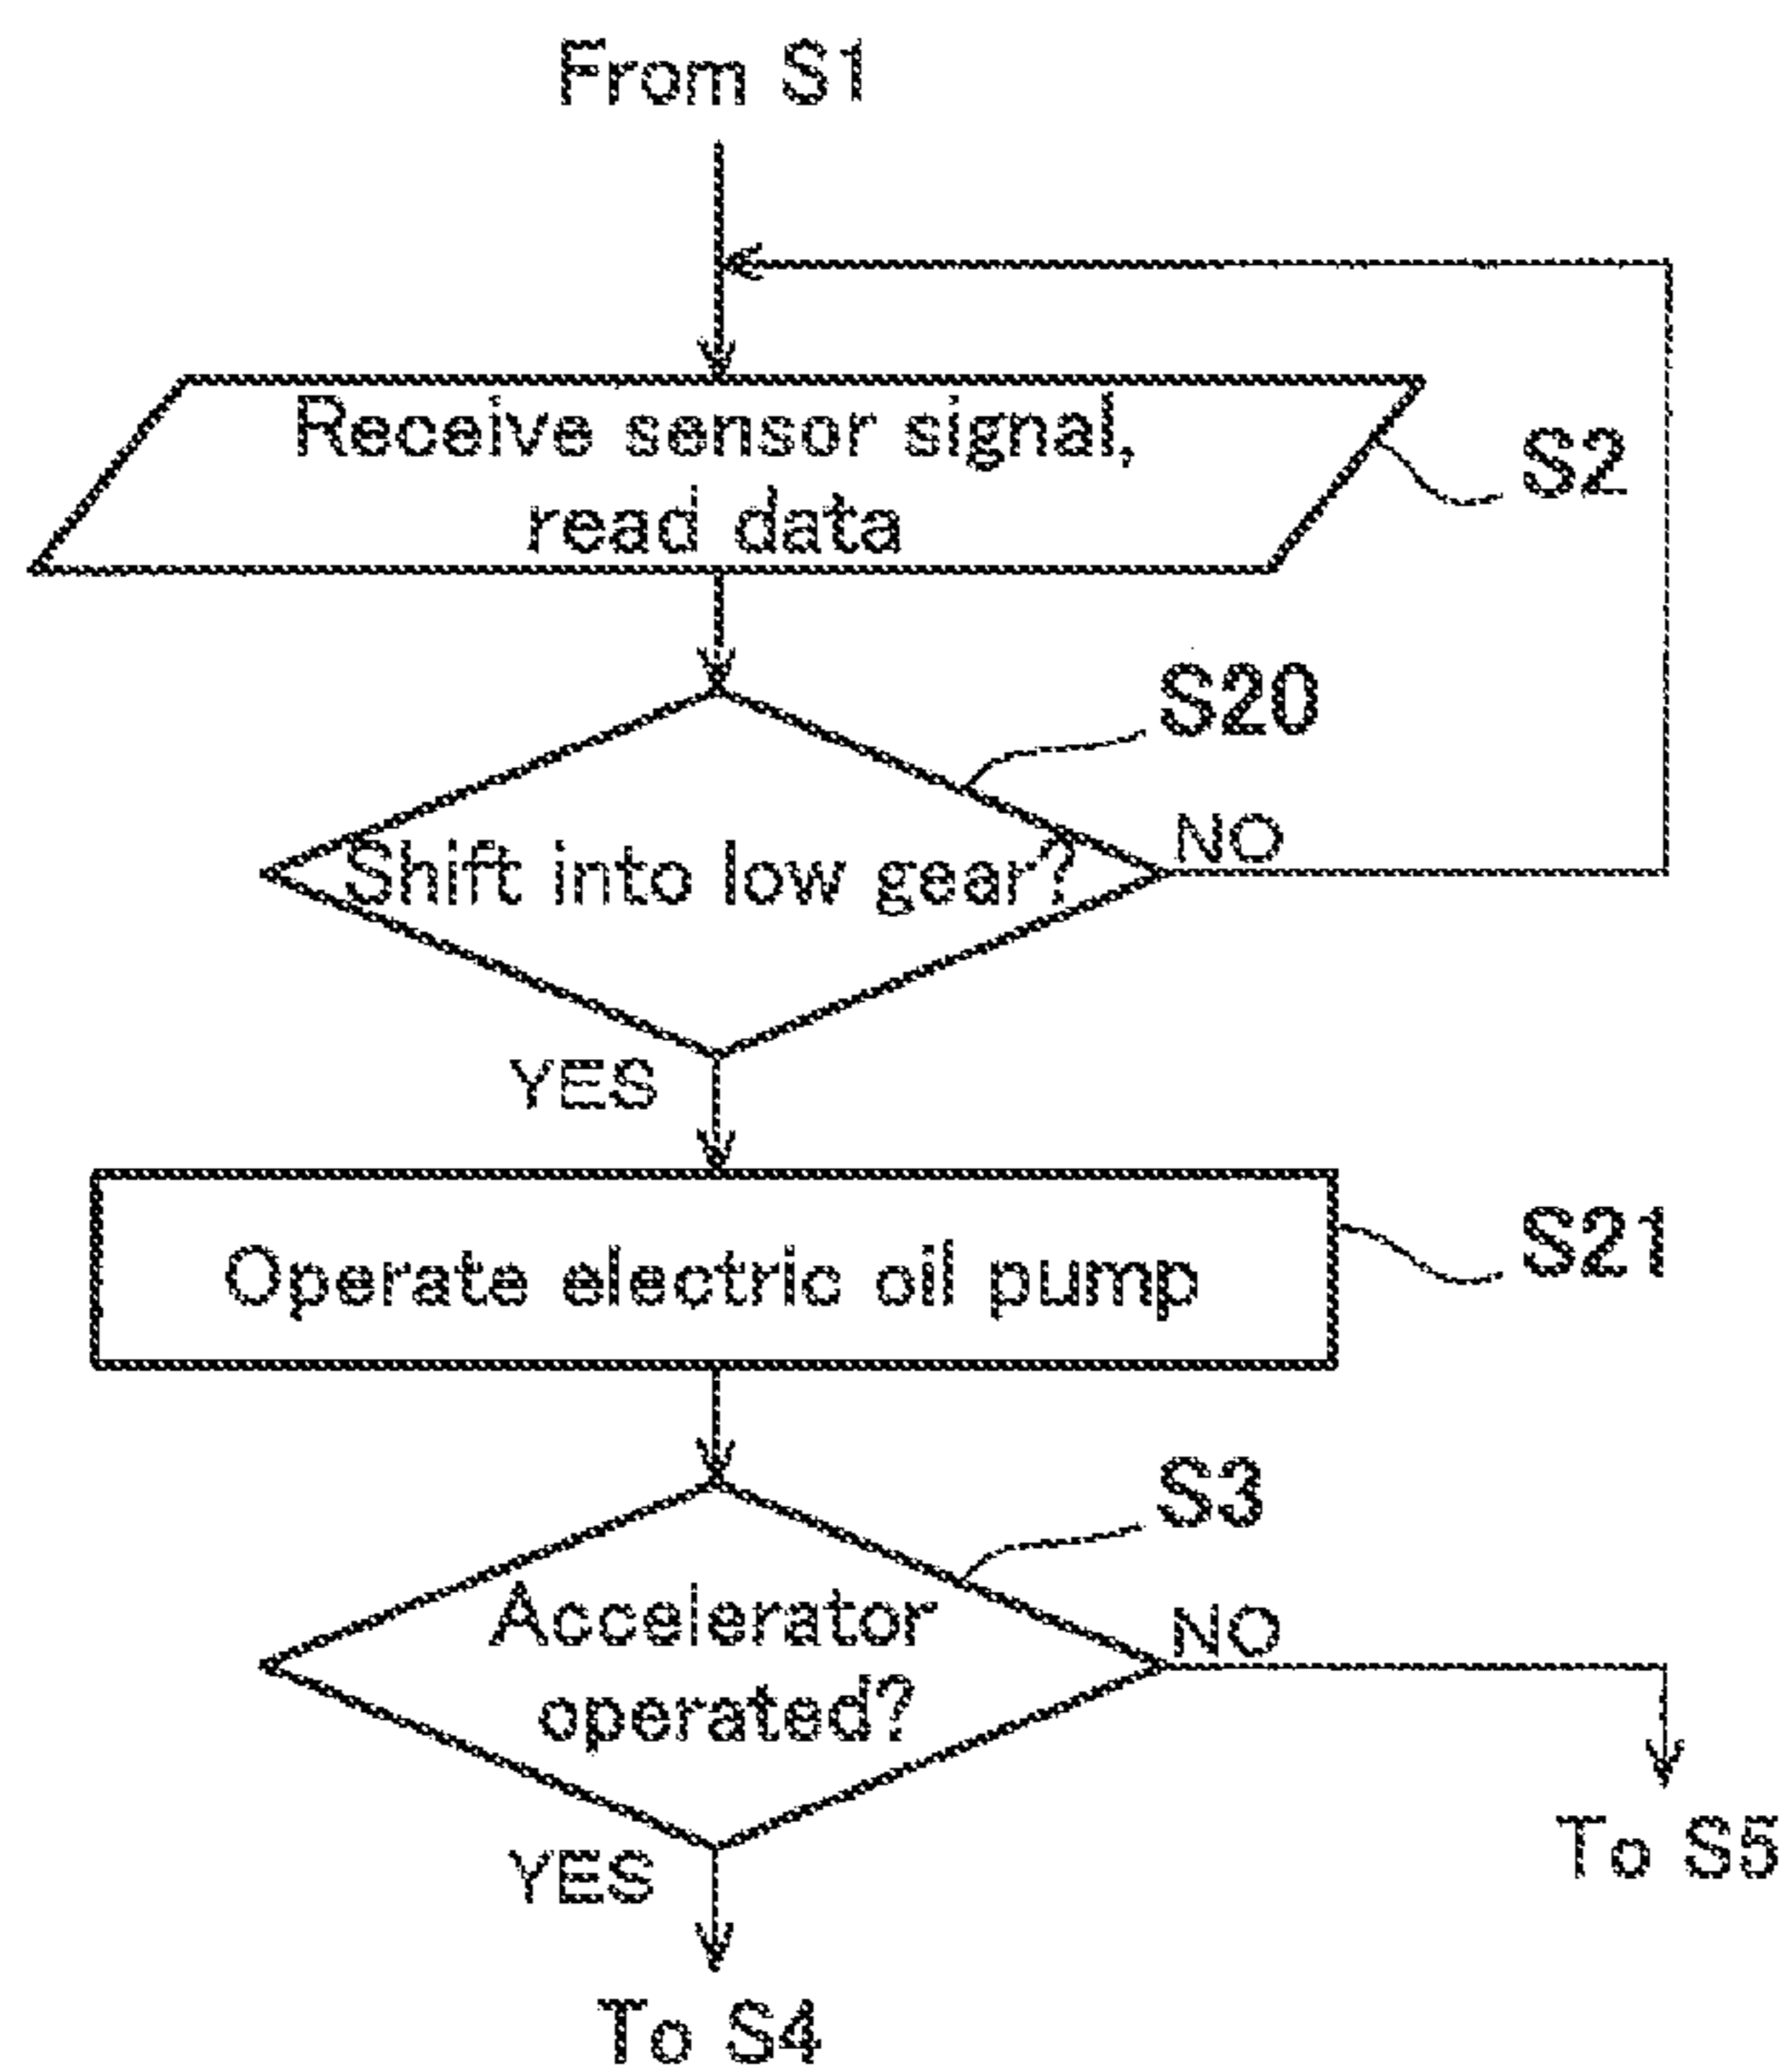 From S1
Receive sensor signal,
read data
S2
S20
Shift into low gear?
NO
YES
Operate electric oil pump
S21
S3
Accelerator
operated?
NO
YES
To S5
To S4